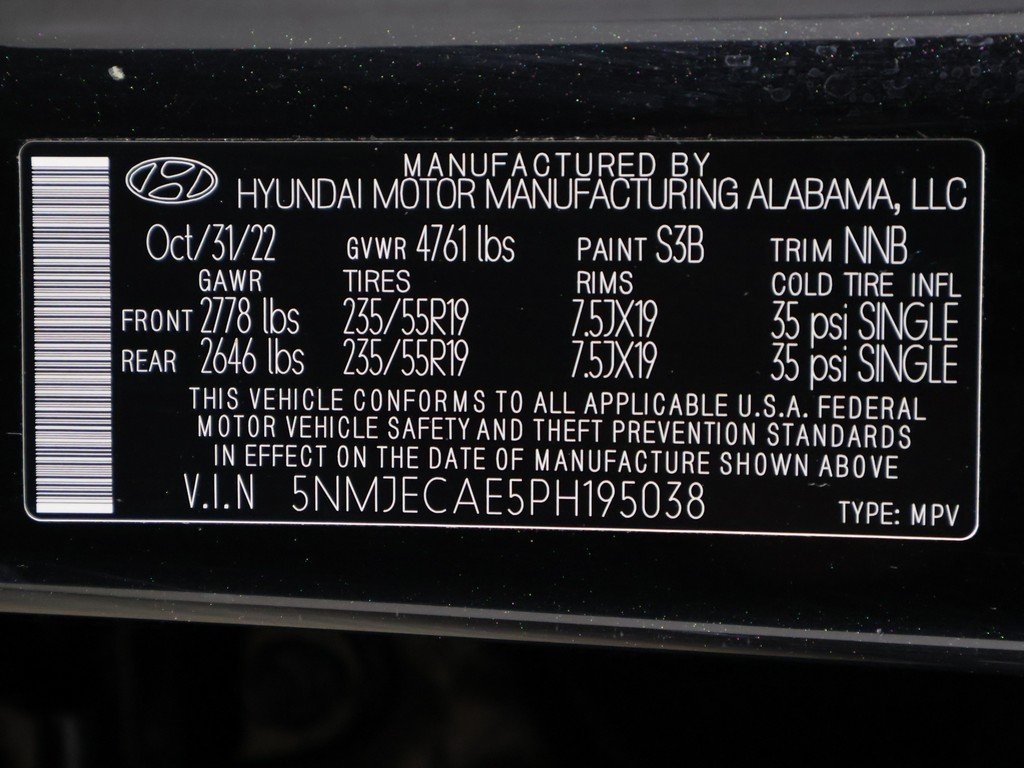 MANUFACTURED BY
HYUNDAI MOTOR MANUFACTURING ALABAMA, LLC
Oct/31/22 GVWR 4761 lbs PAINT S3B TRIM NNB
GAWR TIRES RIMS COLD TIRE INFL
FRONT 2778 lbs 235/55R19 7.5JX19 35 psi SINGLE
REAR 2646 lbs 235/55R19 7.5JX19 35 psi SINGLE
THIS VEHICLE CONFORMS TO ALL APPLICABLE U.S.A. FEDERAL
MOTOR VEHICLE SAFETY AND THEFT PREVENTION STANDARDS
IN EFFECT ON THE DATE OF MANUFACTURE SHOWN ABOVE
V.I.N 5NMJECAE5PH195038 TYPE: MPV